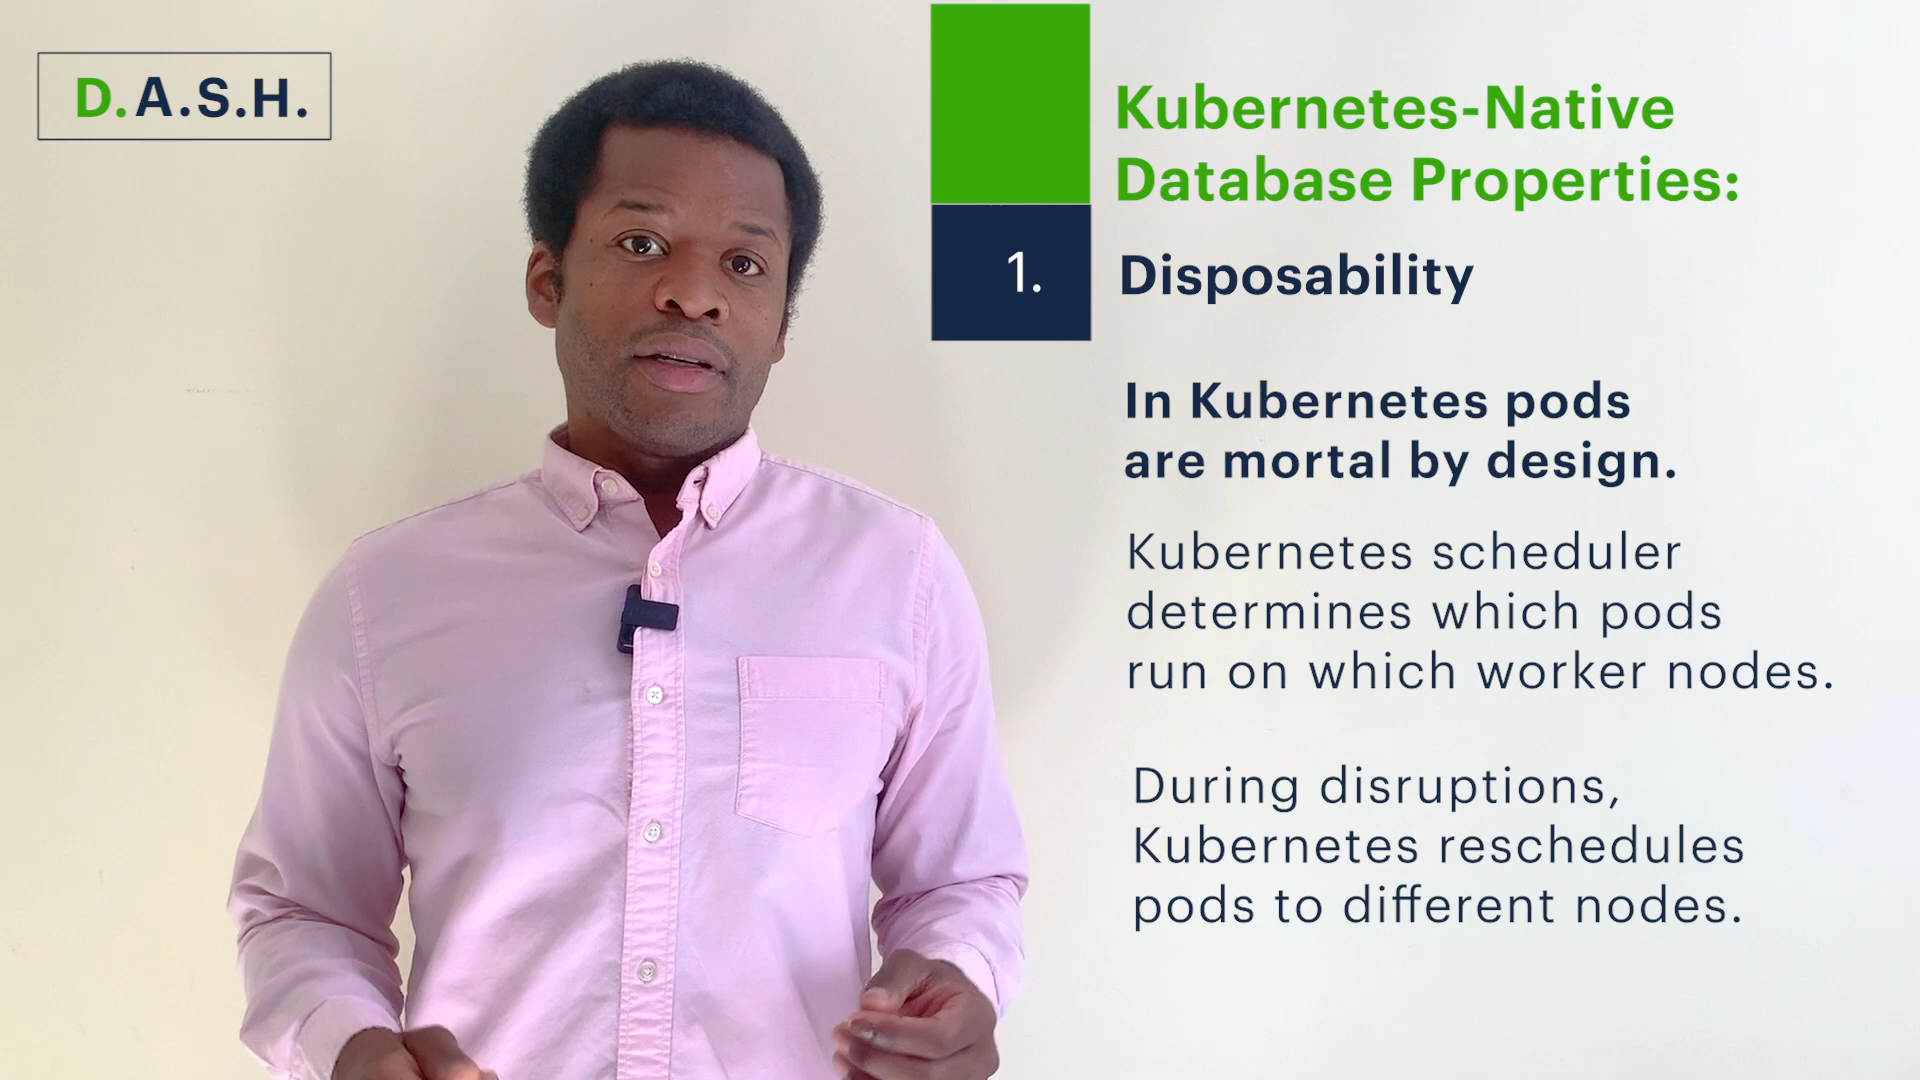 D.A.S.H.
Kubernetes-Native
Database Properties:
1. Disposability
In Kubernetes pods
are mortal by design.
Kubernetes scheduler
determines which pods
run on which worker nodes.
During disruptions,
Kubernetes reschedules
pods to different nodes.